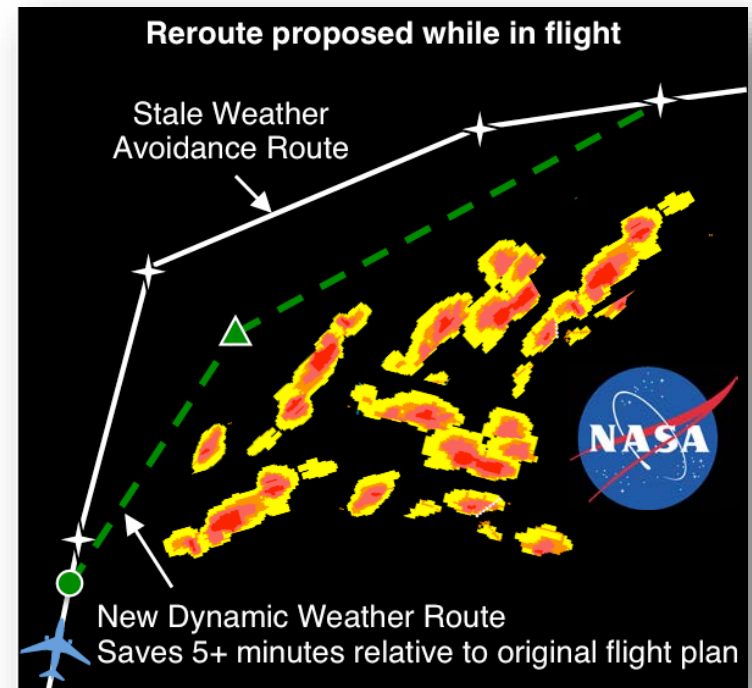 Reroute proposed while in flight
Stale Weather
Avoidance Route
NASA
New Dynamic Weather Route
Saves 5+ minutes relative to original flight plan